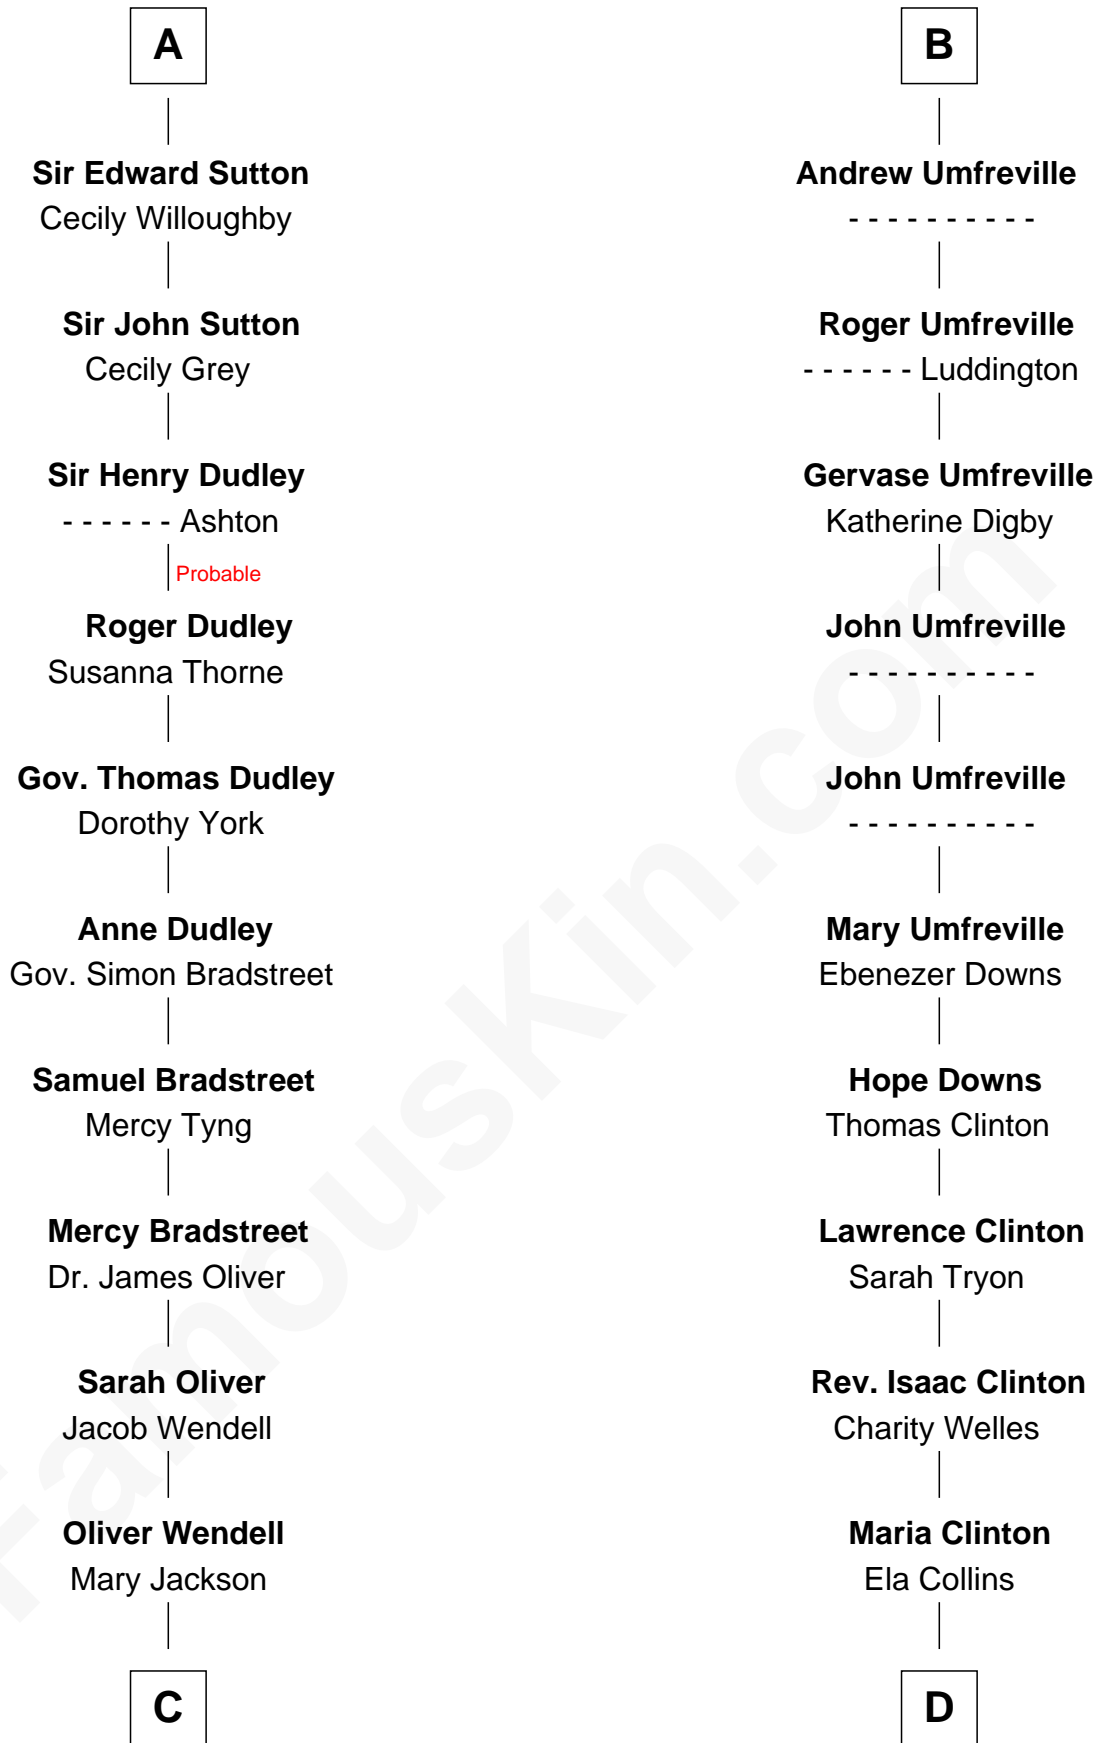 A
Sir Edward Sutton
Cecily Willoughby
Sir John Sutton
Cecily Grey
Sir Henry Dudley
- - - - - - Ashton
Probable
Roger Dudley
Susanna Thorne
Gov. Thomas Dudley
Dorothy York
Anne Dudley
Gov. Simon Bradstreet
Samuel Bradstreet
Mercy Tyng
Mercy Bradstreet
Dr. James Oliver
Sarah Oliver
Jacob Wendell
Oliver Wendell
Mary Jackson
C
B
Andrew Umfreville
- - - - - - - - - -
Roger Umfreville
- - - - - - Luddington
Gervase Umfreville
Katherine Digby
John Umfreville
- - - - - - - - - -
John Umfreville
- - - - - - - - - -
Mary Umfreville
Ebenezer Downs
Hope Downs
Thomas Clinton
Lawrence Clinton
Sarah Tryon
Rev. Isaac Clinton
Charity Welles
Maria Clinton
Ela Collins
D
FamousKin.com